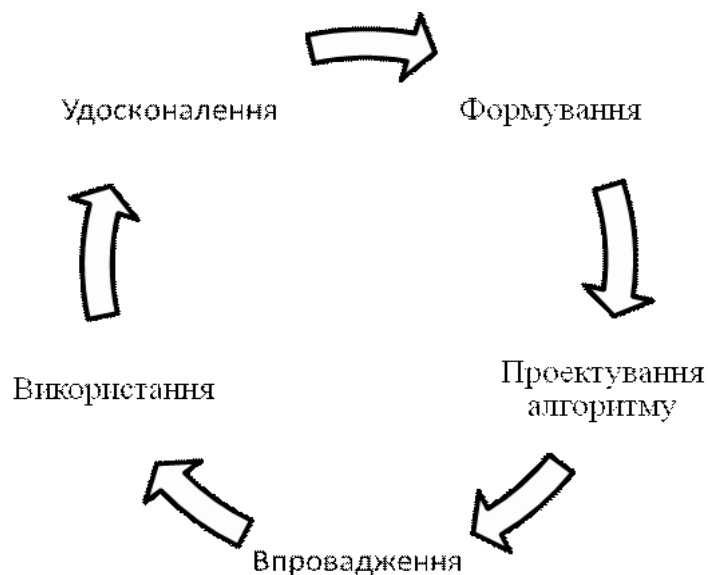 Удосконалення
Формування
Проектування
алгоритму
Використання
Впровадження